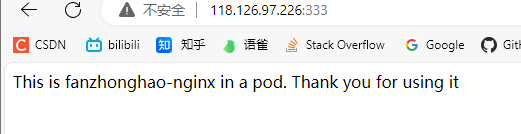 不安全 118.126.97.226:333
CSDN bilibili 知 知乎 语雀 Stack Overflow Google
This is fanzhonghao-nginx in a pod. Thank you for using it